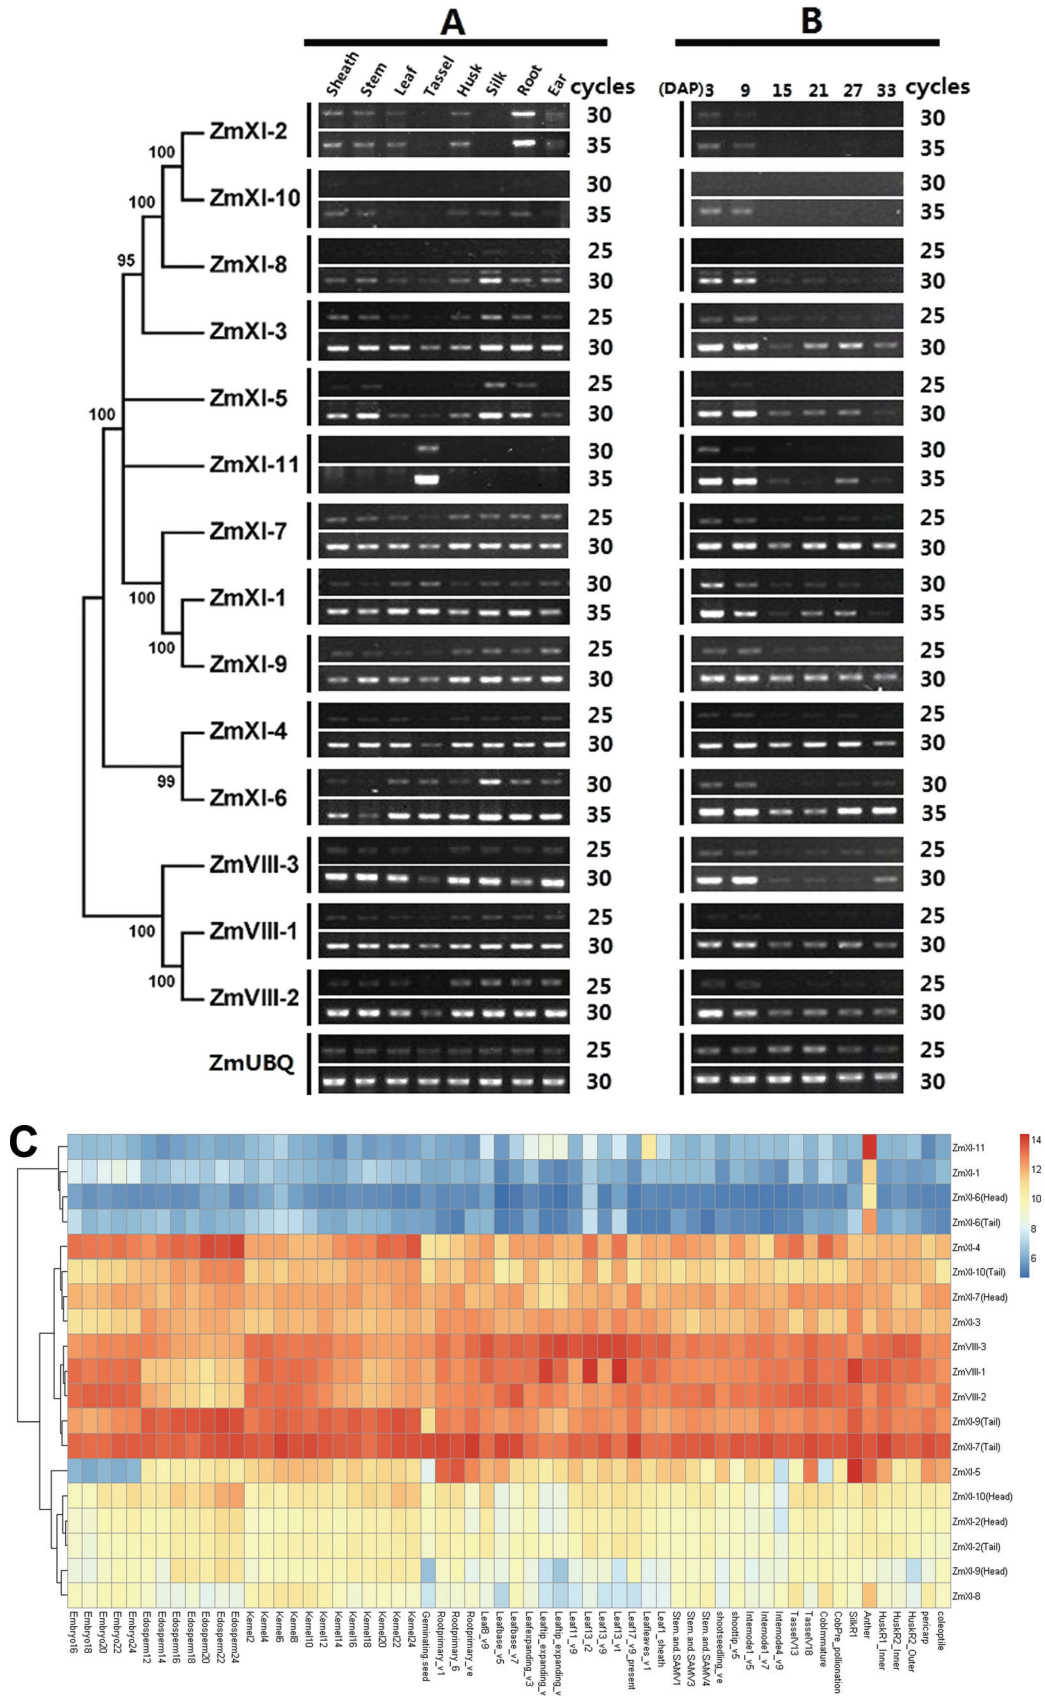 A B
Sheath Stem Leaf Tassel Husk Silk Root Ear cycles (DAP) 3 9 15 21 27 33 cycles
ZmXI-2 30 30
35 35
100
ZmXI-10 30 30
35 35
100
ZmXI-8 25 25
30 30
95
ZmXI-3 25 25
30 30
ZmXI-5 25 25
30 30
100
ZmXI-11 30 30
35 35
ZmXI-7 25 25
30 30
100
ZmXI-1 30 30
35 35
100
ZmXI-9 25 25
30 30
ZmXI-4 25 25
30 30
99
ZmXI-6 30 30
35 35
ZmVIII-3 25 25
30 30
100
ZmVIII-1 25 25
30 30
100
ZmVIII-2 25 25
30 30
ZmUBQ 25 25
30 30
C
ZmXI-11
ZmXI-1
ZmXI-6(Head)
ZmXI-6(Tail)
ZmXI-4
ZmXI-10(Tail)
ZmXI-7(Head)
ZmXI-3
ZmVIII-3
ZmVIII-1
ZmVIII-2
ZmXI-9(Tail)
ZmXI-7(Tail)
ZmXI-5
ZmXI-10(Head)
ZmXI-2(Head)
ZmXI-2(Tail)
ZmXI-9(Head)
ZmXI-8
14
12
10
8
6
Embryo16
Embryo18
Embryo20
Embryo22
Embryo24
Edosperm12
Edosperm14
Edosperm16
Edosperm18
Edosperm20
Edosperm22
Edosperm24
Kernel2
Kernel4
Kernel6
Kernel8
Kernel10
Kernel12
Kernel14
Kernel16
Kernel18
Kernel20
Kernel22
Kernel24
Geminating.seed
Rootprimary_v1
Rootprimary_6
Rootprimary_ve
Leaf8_v9
Leafbase_v5
Leafbase_v7
Leafexpanding_v3
Leaftip_expanding_v
Leaftip_expanding_v
Leaf11_v9
Leaf13_r2
Leaf13_v9
Leaf13_vt
Leaf17_v9_present
Leafleaves_v1
Leaf1_sheath
Stem.and.SAMV1
Stem.and.SAMV3
Stem.and.SAMV4
shootseedling_ve
shoottip_v5
Internode1_v5
Internode1_v7
Internode4_v9
TasselV13
TasselV18
CobImmature
CobPre_pollionation
SilkR1
Anther
HuskR1_Inner
HuskR2_Inner
HuskR2_Outer
pericarp
coleoptile